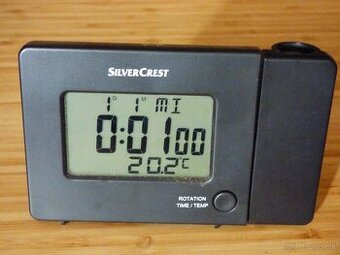 SILVERCREST
1 D 1 M MI
0:01 00
20.2°C
ROTATION
TIME / TEMP